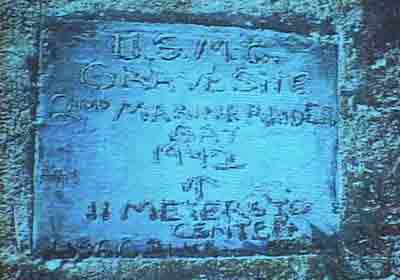 U.S.M.C.
GRAVE SITE
2ND MARINE RAIDER
BAT
1942
11 METERS TO
CENTER